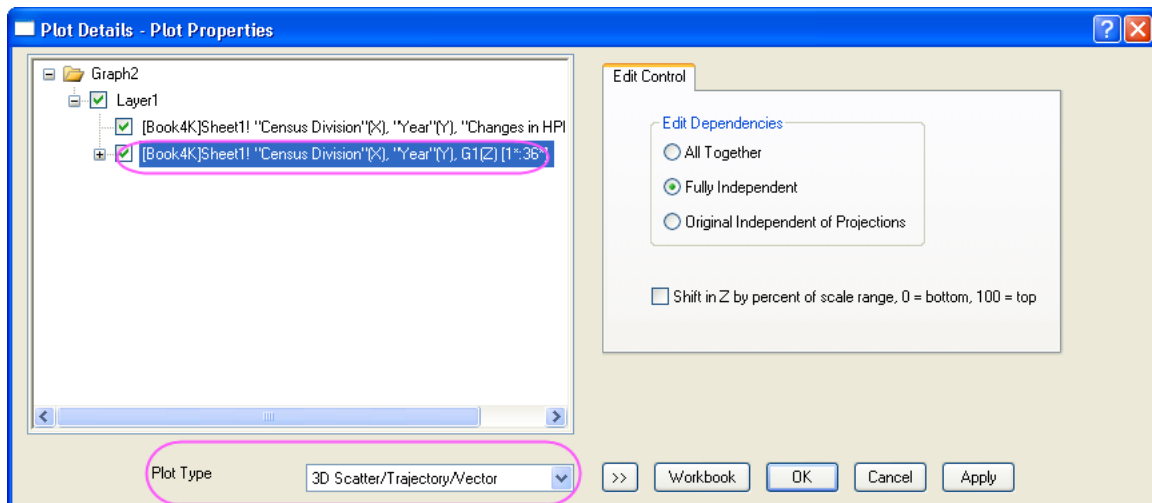 Plot Details - Plot Properties
Graph2
Layer1
[Book4K]Sheet1! "Census Division"(X), "Year"(Y), "Changes in HPI
[Book4K]Sheet1! "Census Division"(X), "Year"(Y), G1(Z) [1*:36*]
Edit Control
Edit Dependencies
All Together
Fully Independent
Original Independent of Projections
Shift in Z by percent of scale range, 0 = bottom, 100 = top
Plot Type
3D Scatter/Trajectory/Vector
>>
Workbook
OK
Cancel
Apply